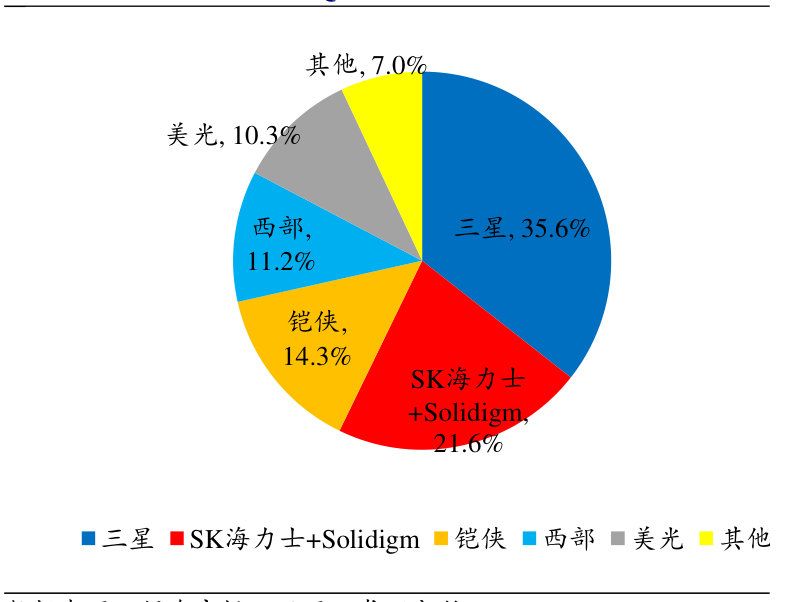 其他, 7.0%
美光, 10.3%
三星, 35.6%
西部,
11.2%
铠侠,
14.3%
SK海力士
+Solidigm,
21.6%
三星 SK海力士+Solidigm 铠侠 西部 美光 其他